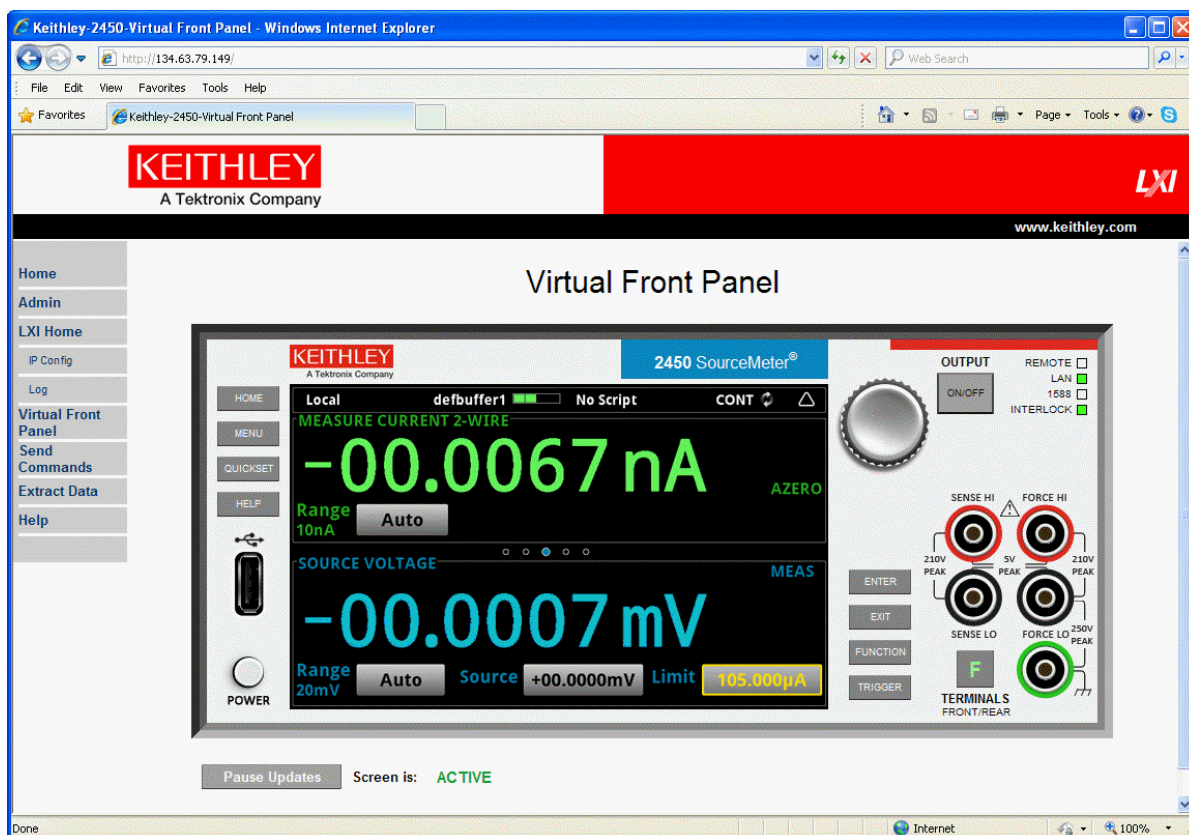 Keithley-2450-Virtual Front Panel - Windows Internet Explorer
http://134.63.79.149/
Web Search
File Edit View Favorites Tools Help
Favorites
Keithley-2450-Virtual Front Panel
Page Tools
KEITHLEY
A Tektronix Company
LXI
www.keithley.com
Home
Admin
LXI Home
IP Config
Log
Virtual Front
Panel
Send
Commands
Extract Data
Help
Virtual Front Panel
KEITHLEY
A Tektronix Company
2450 SourceMeter®
HOME
MENU
QUICKSET
HELP
POWER
Local defbuffer1 No Script CONT
MEASURE CURRENT 2-WIRE
-00.0067 nA
AZERO
Range
10nA
Auto
SOURCE VOLTAGE
MEAS
-00.0007 mV
Range
20mV
Auto
Source
+00.0000mV
Limit
105.000µA
OUTPUT
ON/OFF
REMOTE
LAN
1588
INTERLOCK
SENSE HI
FORCE HI
210V
PEAK
5V
PEAK
210V
PEAK
SENSE LO
FORCE LO
250V
PEAK
ENTER
EXIT
FUNCTION
TRIGGER
F
TERMINALS
FRONT/REAR
Pause Updates
Screen is: ACTIVE
Done
Internet
100%